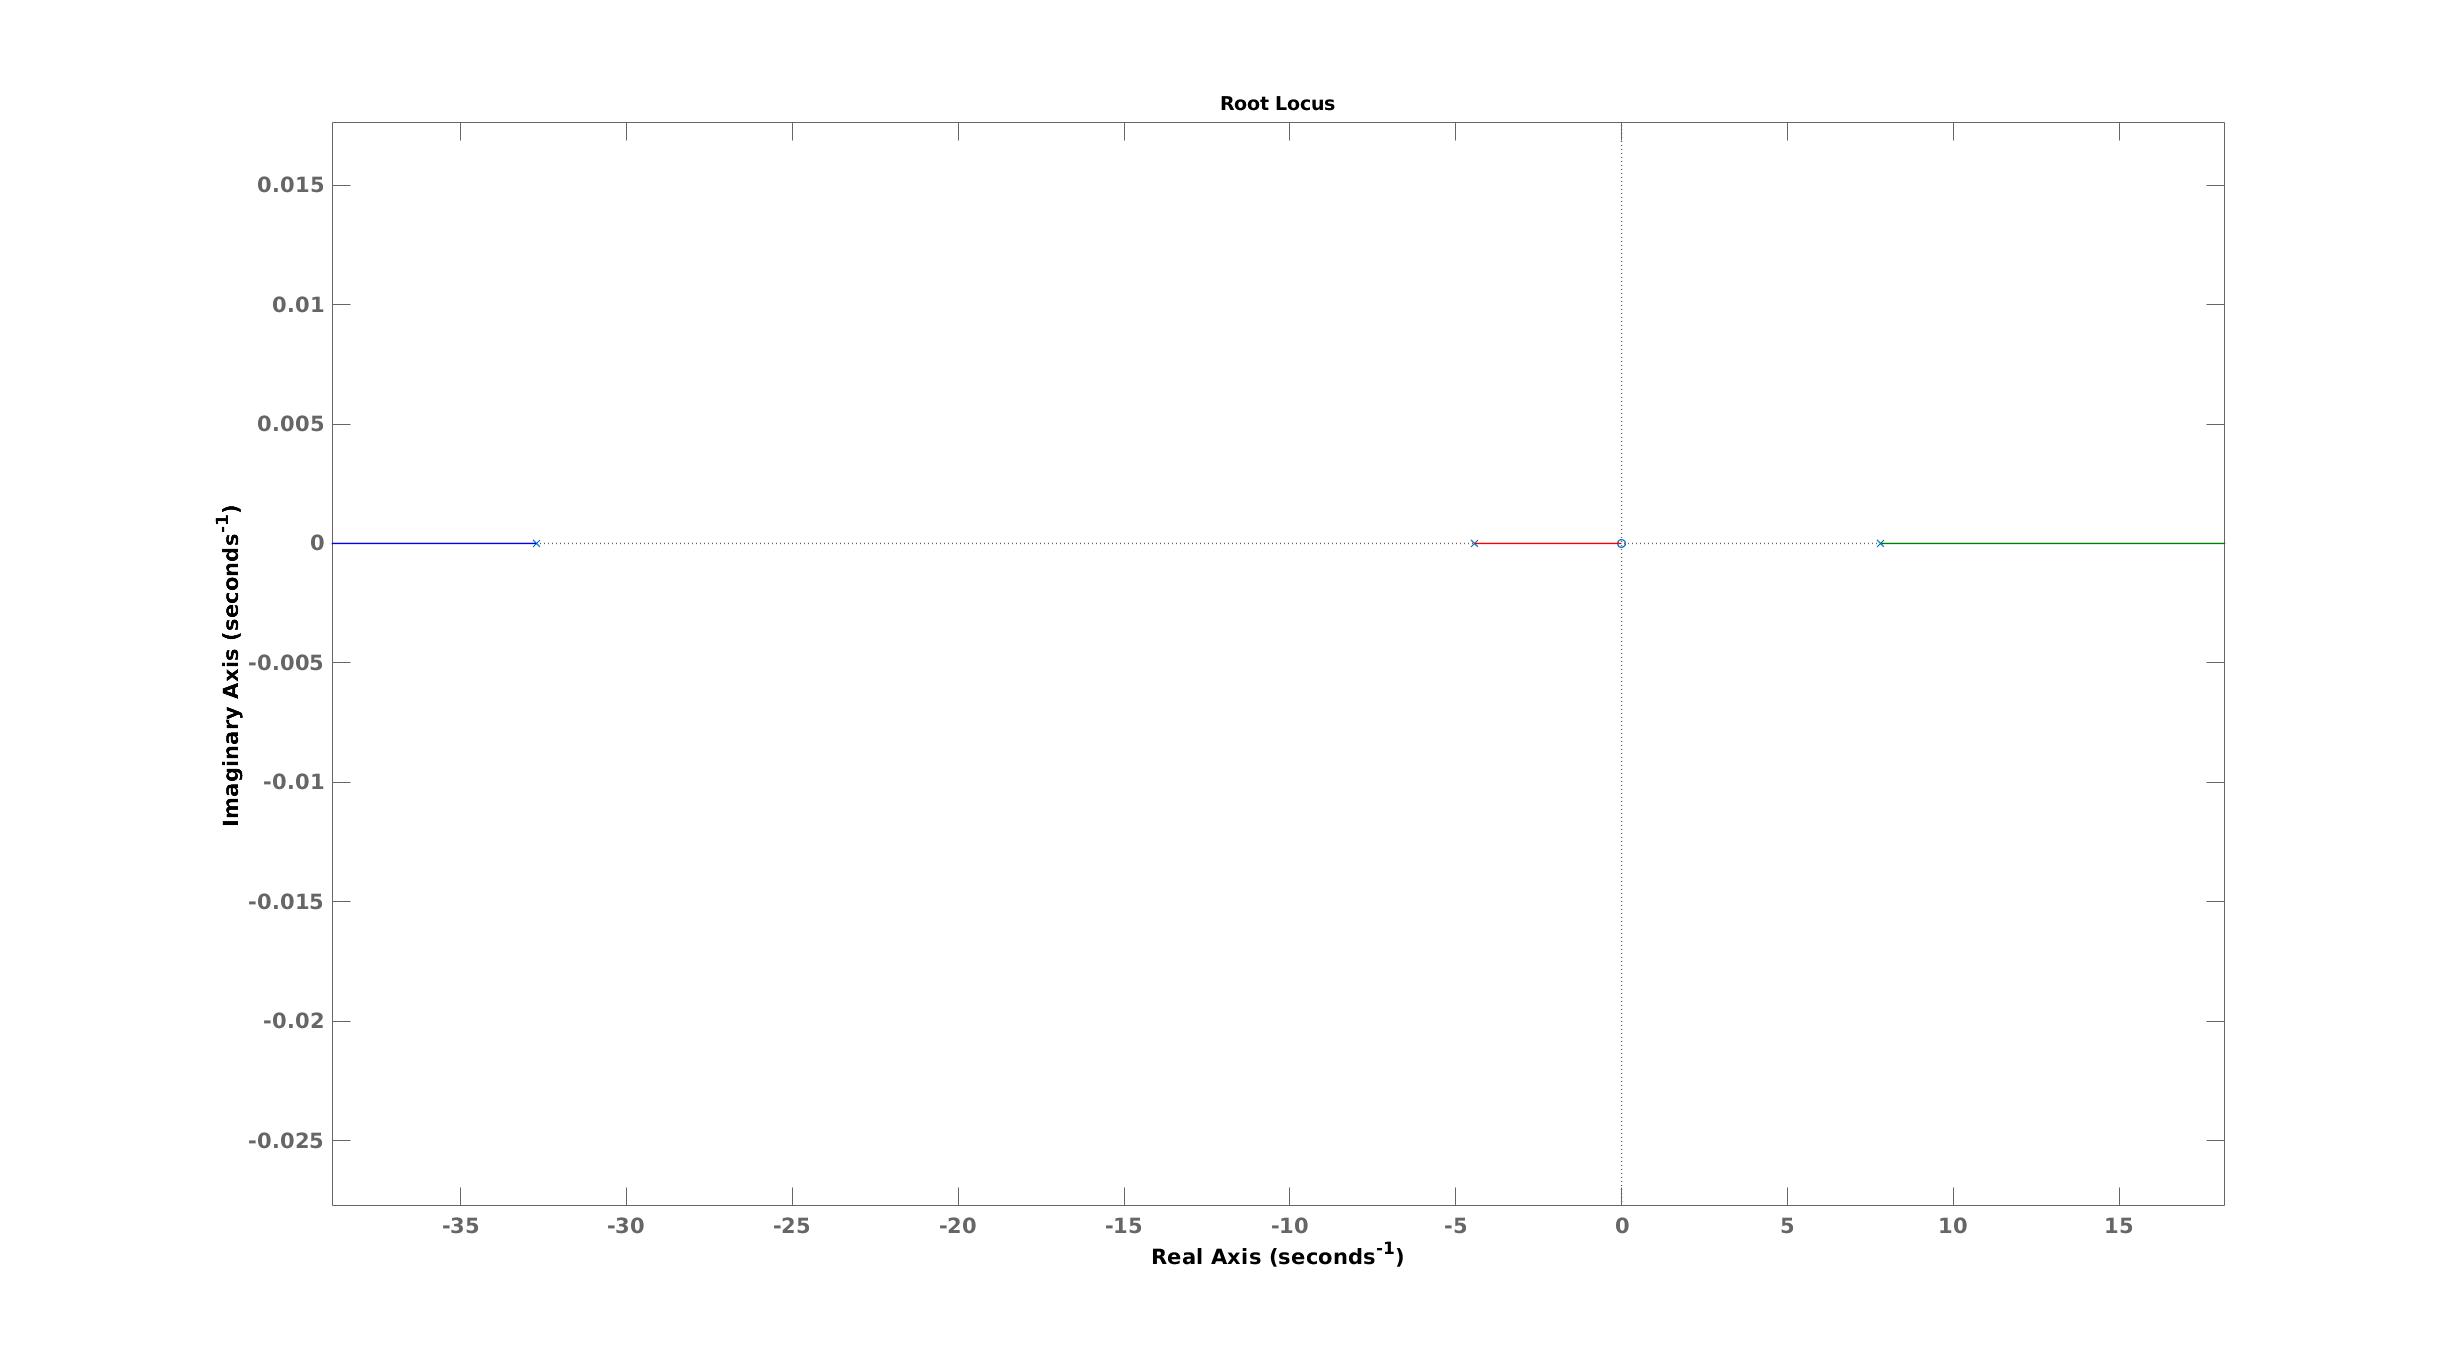 Root Locus
0.015
0.01
0.005
0
-0.005
-0.01
-0.015
-0.02
-0.025
Imaginary Axis (seconds⁻¹)
-35 -30 -25 -20 -15 -10 -5 0 5 10 15
Real Axis (seconds⁻¹)